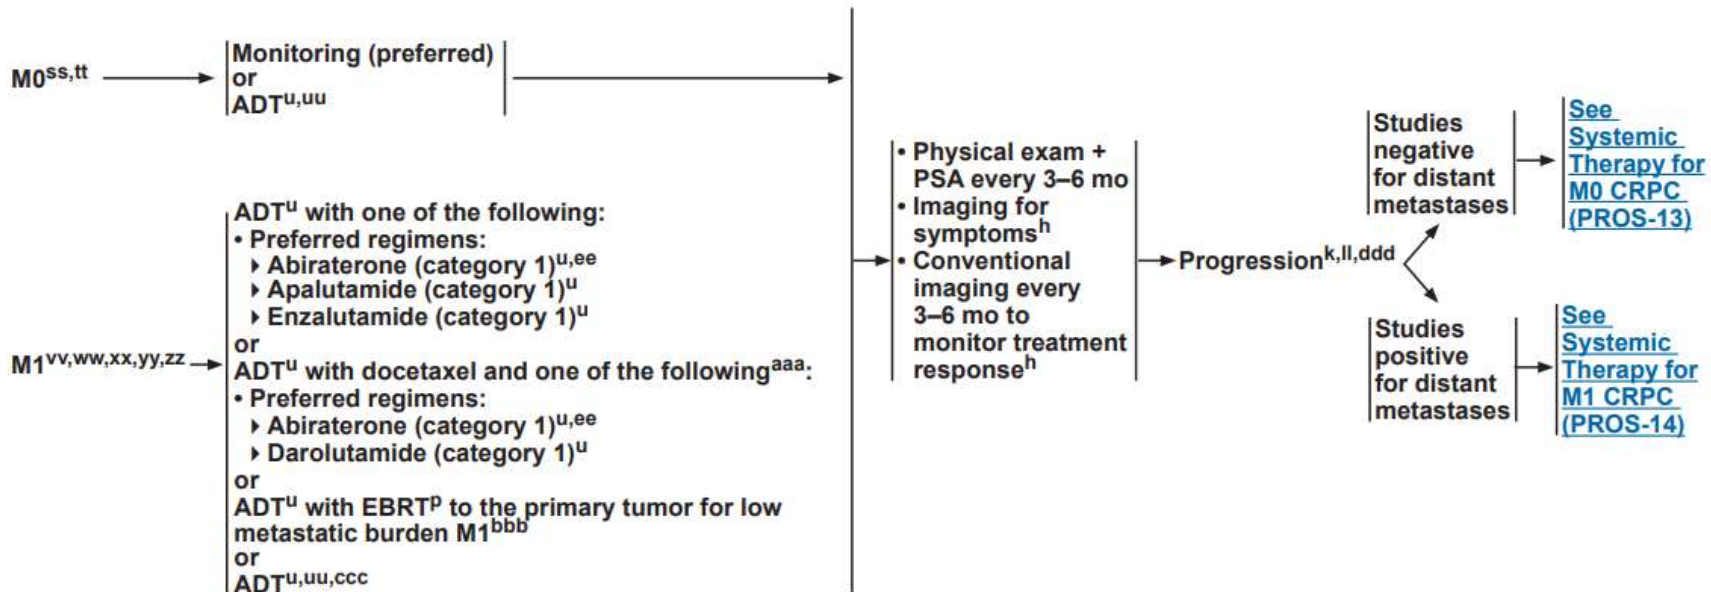 M0ss,tt
Monitoring (preferred)
or
ADTu,uu
M1vv,ww,xx,yy,zz
ADTu with one of the following:
• Preferred regimens:
▸ Abiraterone (category 1)u,ee
▸ Apalutamide (category 1)u
▸ Enzalutamide (category 1)u
or
ADTu with docetaxel and one of the followingaaa:
• Preferred regimens:
▸ Abiraterone (category 1)u,ee
▸ Darolutamide (category 1)u
or
ADTu with EBRTp to the primary tumor for low
metastatic burden M1bbb
or
ADTu,uu,ccc
• Physical exam +
PSA every 3–6 mo
• Imaging for
symptomsh
• Conventional
imaging every
3–6 mo to
monitor treatment
responseh
Progressionk,ll,ddd
Studies
negative
for distant
metastases
See
Systemic
Therapy for
M0 CRPC
(PROS-13)
Studies
positive
for distant
metastases
See
Systemic
Therapy for
M1 CRPC
(PROS-14)